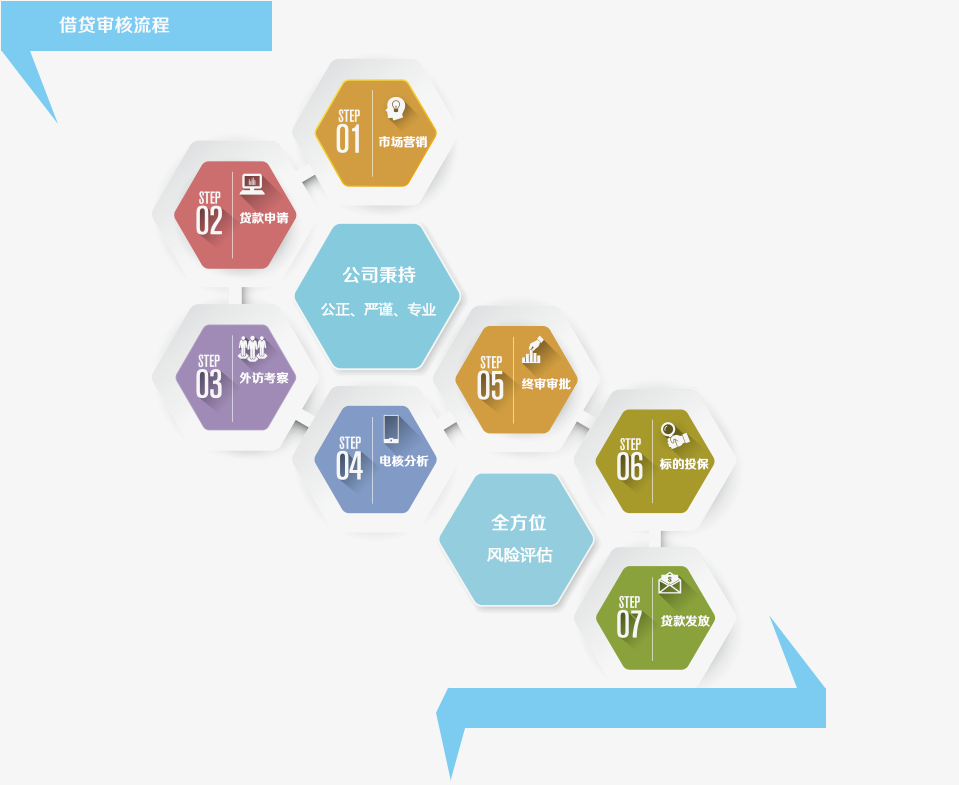 借贷审核流程
STEP
01
市场营销
STEP
02
贷款申请
公司秉持
公正、严谨、专业
STEP
03
外访考察
STEP
04
电核分析
STEP
05
终审审批
STEP
06
标的投保
全方位
风险评估
STEP
07
贷款发放